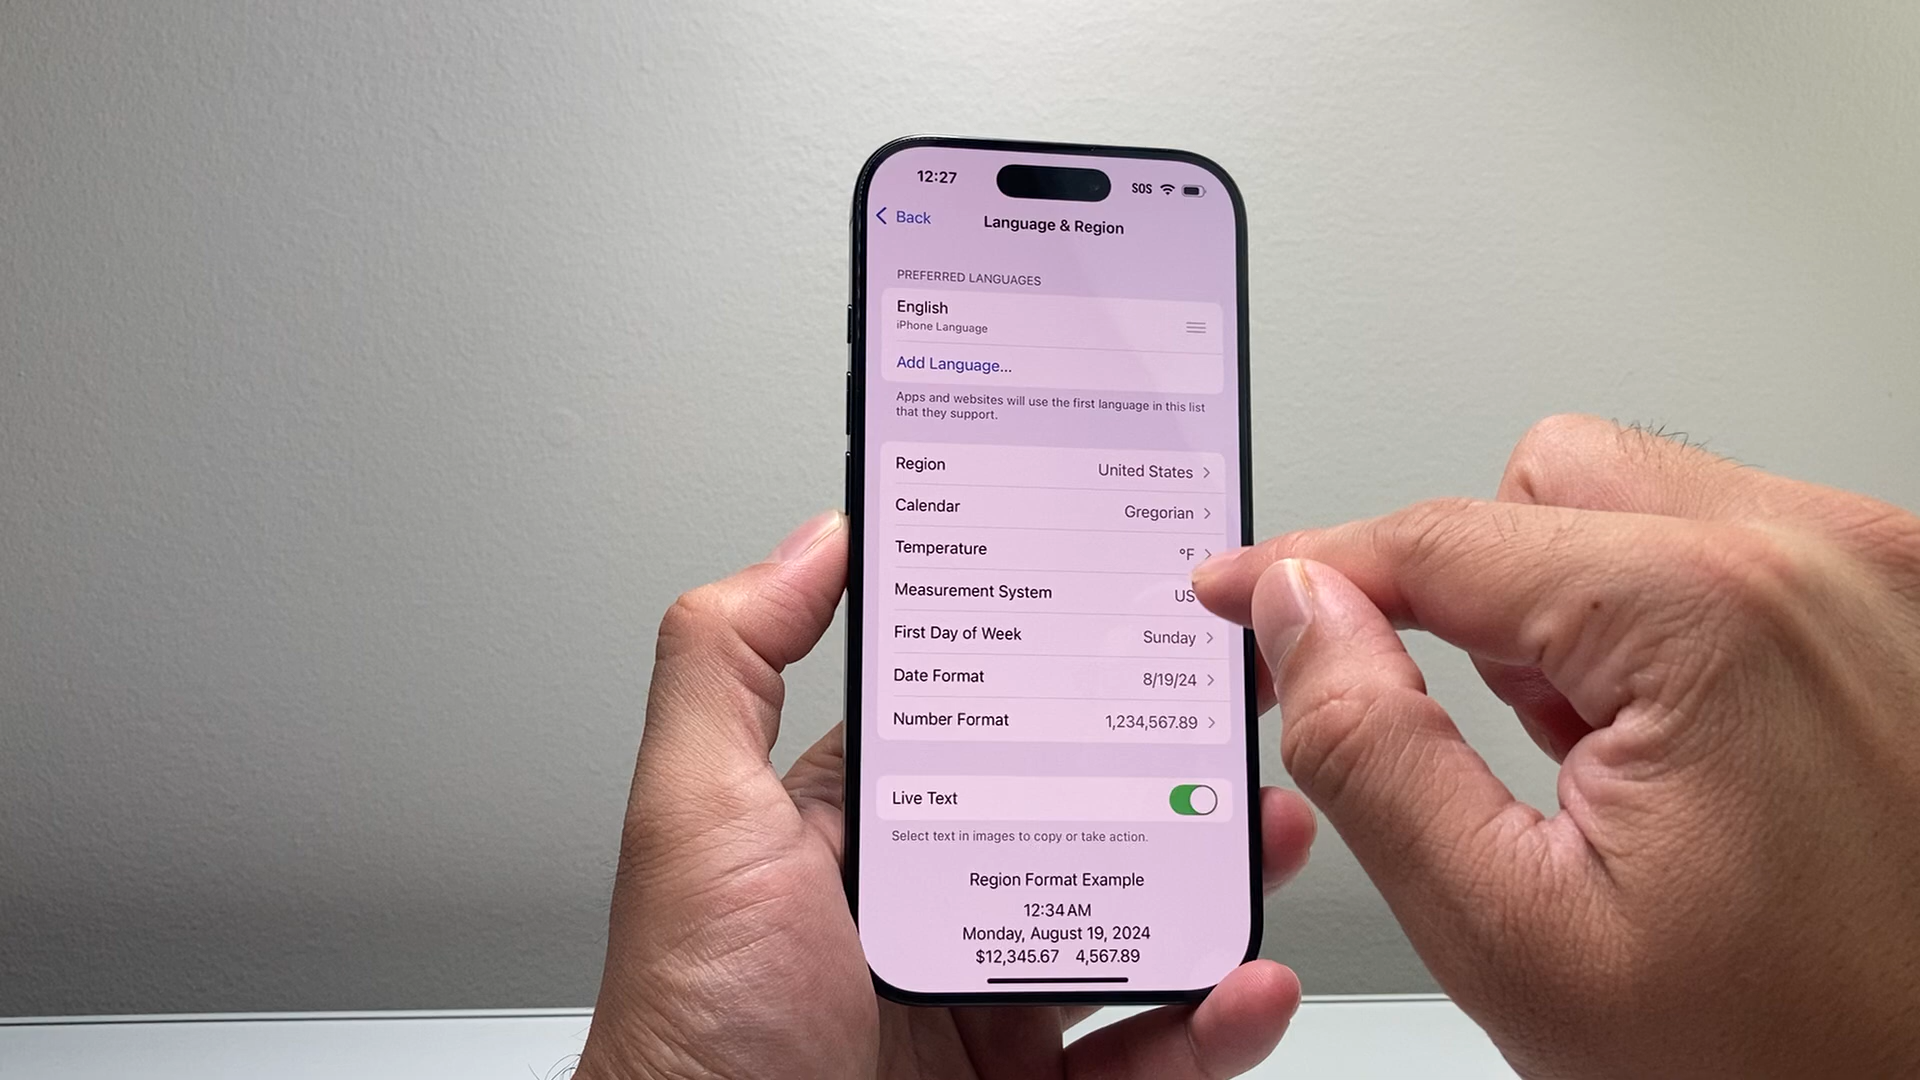 12:27
SOS
Back
Language & Region
PREFERRED LANGUAGES
English
iPhone Language
Add Language...
Apps and websites will use the first language in this list
that they support.
Region United States
Calendar Gregorian
Temperature °F
Measurement System US
First Day of Week Sunday
Date Format 8/19/24
Number Format 1,234,567.89
Live Text
Select text in images to copy or take action.
Region Format Example
12:34 AM
Monday, August 19, 2024
$12,345.67 4,567.89